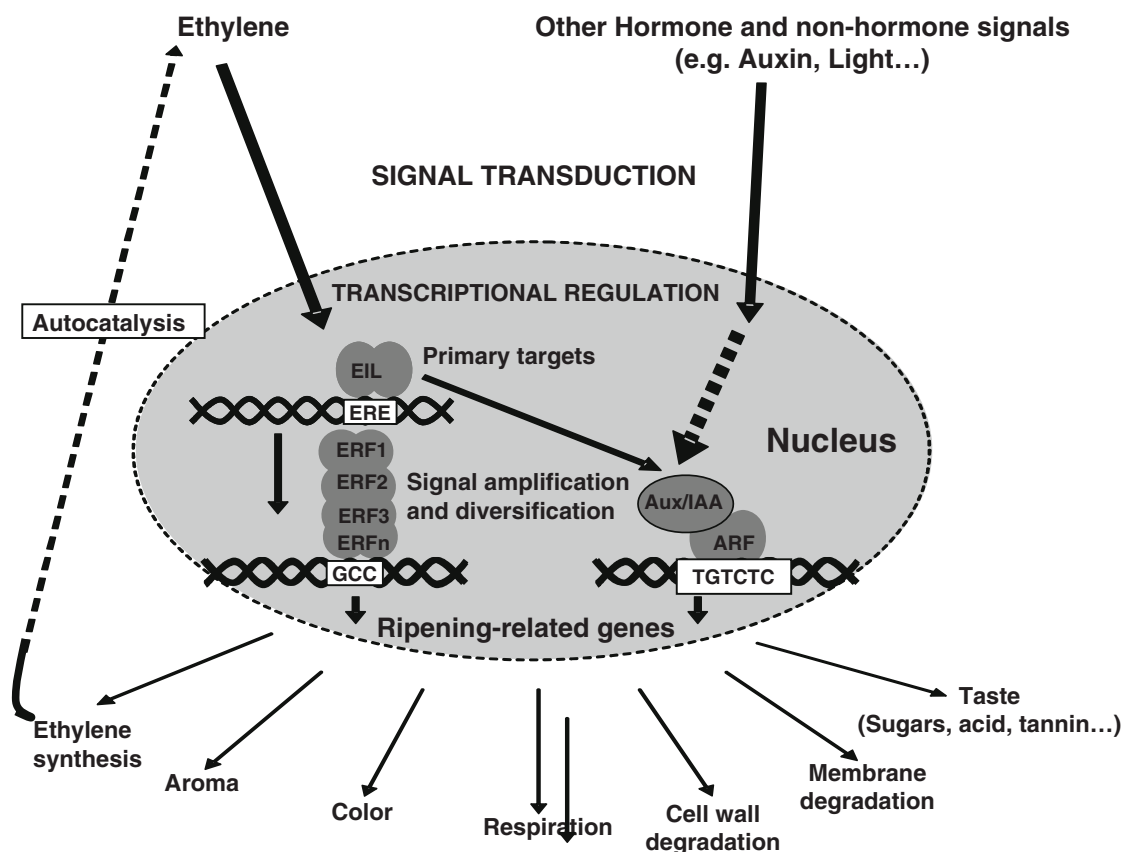 Ethylene
Other Hormone and non-hormone signals
(e.g. Auxin, Light…)
SIGNAL TRANSDUCTION
TRANSCRIPTIONAL REGULATION
Autocatalysis
Primary targets
EIL
ERE
Nucleus
ERF1
ERF2
ERF3
ERFn
Signal amplification
and diversification
Aux/IAA
ARF
GCC
TGTCTC
Ripening-related genes
Ethylene
synthesis
Aroma
Color
Respiration
Cell wall
degradation
Membrane
degradation
Taste
(Sugars, acid, tannin…)